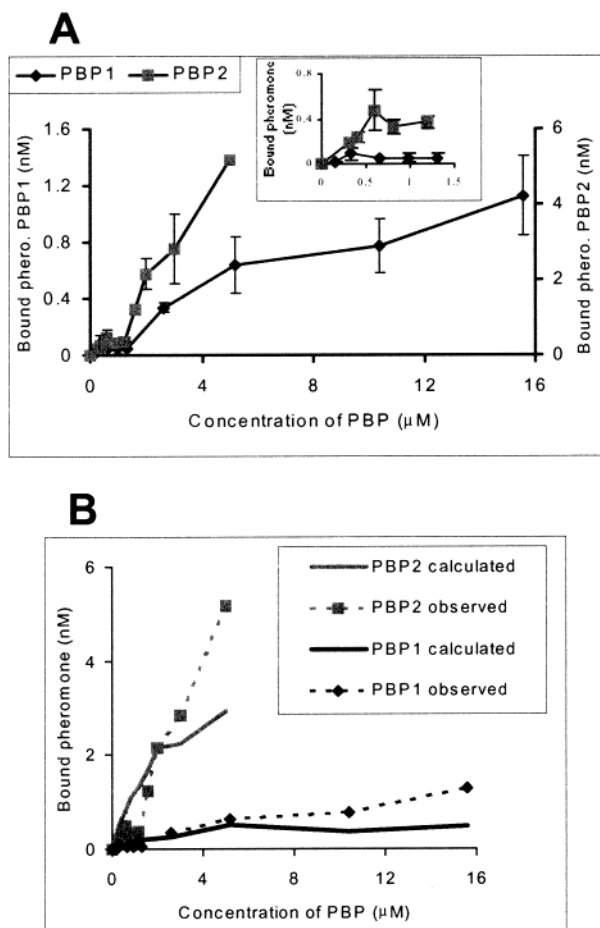 A
PBP1 PBP2
Bound pheromone
[nM]
0.8
0.4
0
0 0.5 1 1.5
Bound phero. PBP1 (nM)
1.6
1.2
0.8
0.4
0
6
4
2
0
Bound phero. PBP2 (nM)
0 4 8 12 16
Concentration of PBP (μM)
B
Bound pheromone (nM)
6
4
2
0
PBP2 calculated
PBP2 observed
PBP1 calculated
PBP1 observed
0 4 8 12 16
Concentration of PBP (μM)